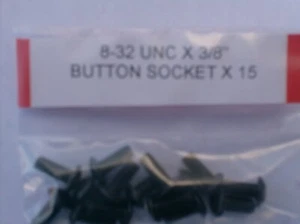 8-32 UNC X 3/8"
BUTTON SOCKET X 15